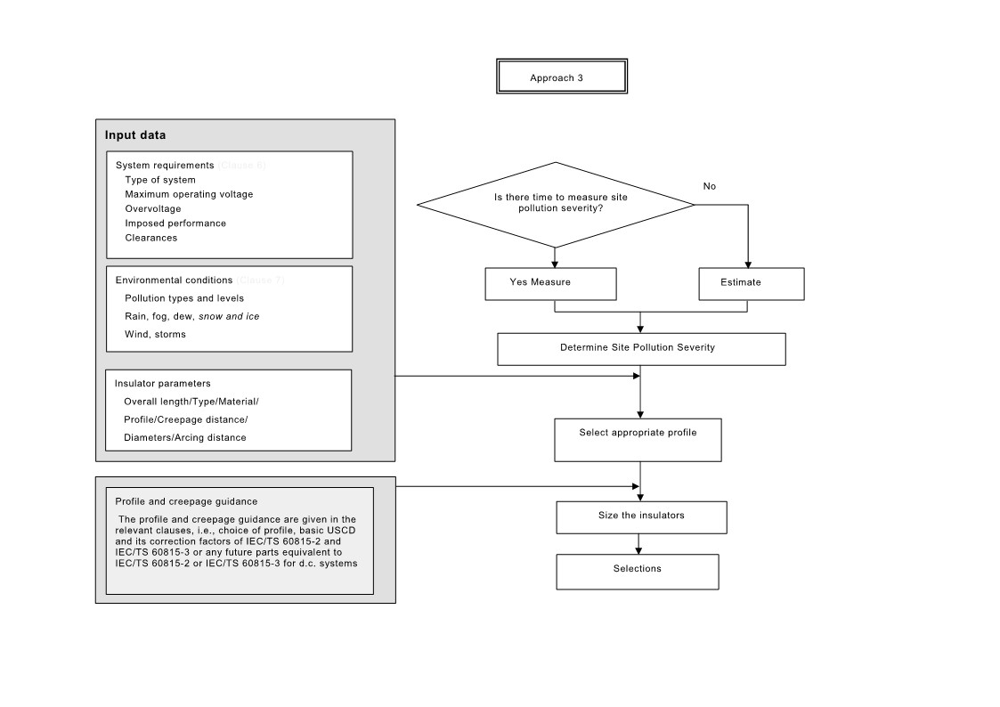 Approach 3
Input data
System requirements (Clause 6)
Type of system
Maximum operating voltage
Overvoltage
Imposed performance
Clearances
Environmental conditions (Clause 7)
Pollution types and levels
Rain, fog, dew, snow and ice
Wind, storms
Insulator parameters
Overall length/Type/Material/
Profile/Creepage distance/
Diameters/Arcing distance
Profile and creepage guidance
The profile and creepage guidance are given in the
relevant clauses, i.e., choice of profile, basic USCD
and its correction factors of IEC/TS 60815-2 and
IEC/TS 60815-3 or any future parts equivalent to
IEC/TS 60815-2 or IEC/TS 60815-3 for d.c. systems
Is there time to measure site
pollution severity?
No
Yes Measure
Estimate
Determine Site Pollution Severity
Select appropriate profile
Size the insulators
Selections